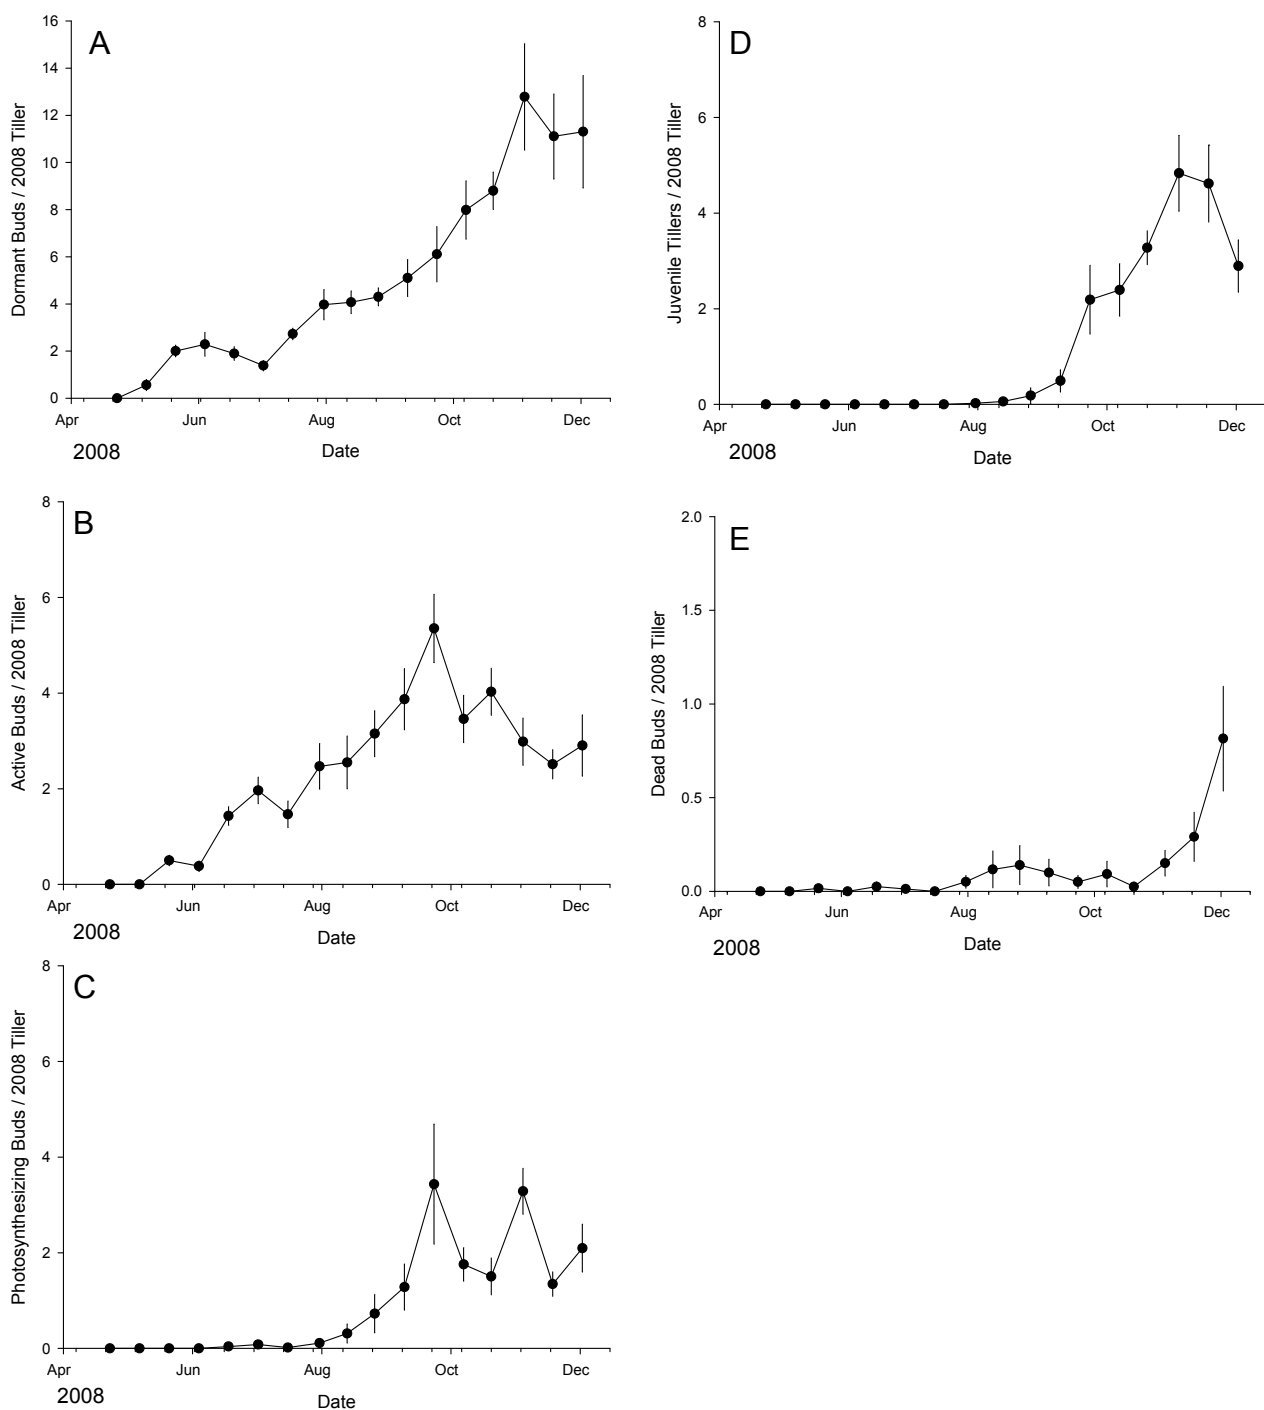 A
Dormant Buds / 2008 Tiller
16
14
12
10
8
6
4
2
0
Apr Jun Aug Oct Dec
2008 Date
B
Active Buds / 2008 Tiller
8
6
4
2
0
Apr Jun Aug Oct Dec
2008 Date
C
Photosynthesizing Buds / 2008 Tiller
8
6
4
2
0
Apr Jun Aug Oct Dec
2008 Date
D
Juvenile Tillers / 2008 Tiller
8
6
4
2
0
Apr Jun Aug Oct Dec
2008 Date
E
Dead Buds / 2008 Tiller
2.0
1.5
1.0
0.5
0.0
Apr Jun Aug Oct Dec
2008 Date